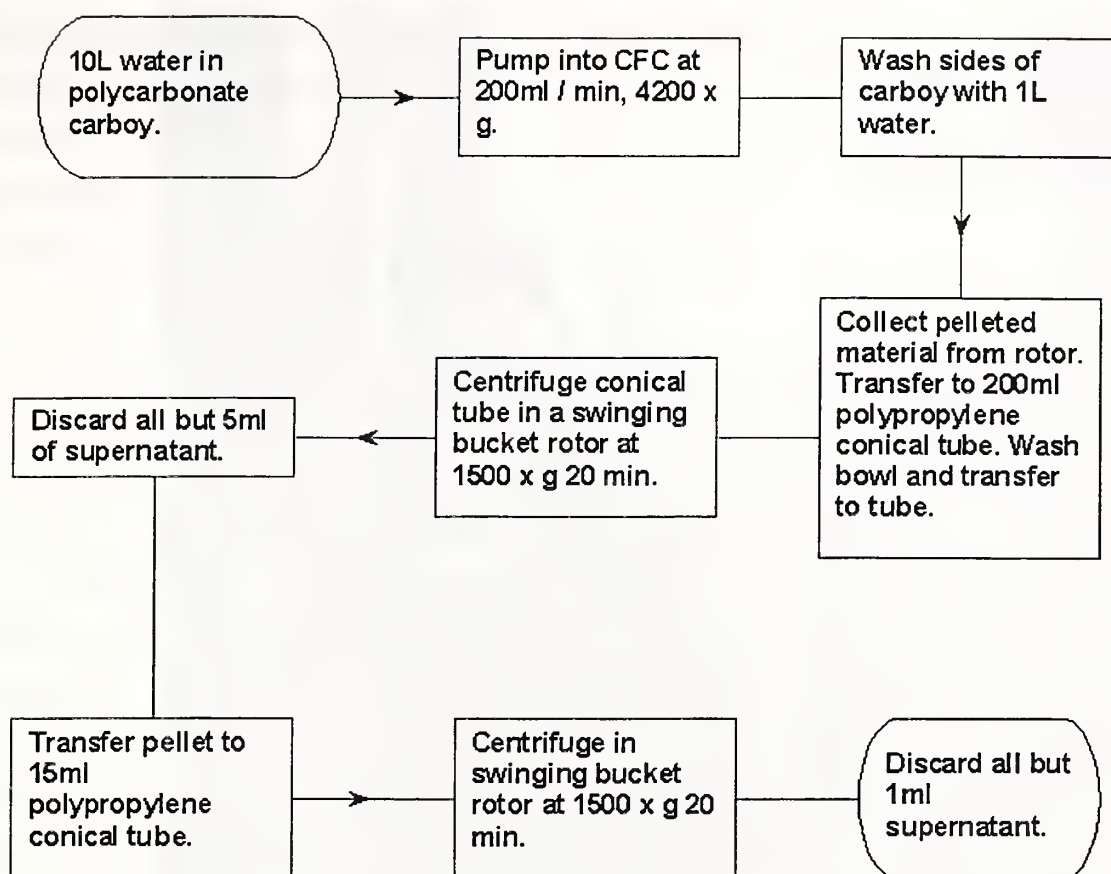 10L water in
polycarbonate
carboy.
Pump into CFC at
200ml / min, 4200 x
g.
Wash sides of
carboy with 1L
water.
Collect pelleted
material from rotor.
Transfer to 200ml
polypropylene
conical tube. Wash
bowl and transfer
to tube.
Centrifuge conical
tube in a swinging
bucket rotor at
1500 x g 20 min.
Discard all but 5ml
of supernatant.
Transfer pellet to
15ml
polypropylene
conical tube.
Centrifuge in
swinging bucket
rotor at 1500 x g 20
min.
Discard all but
1ml
supernatant.